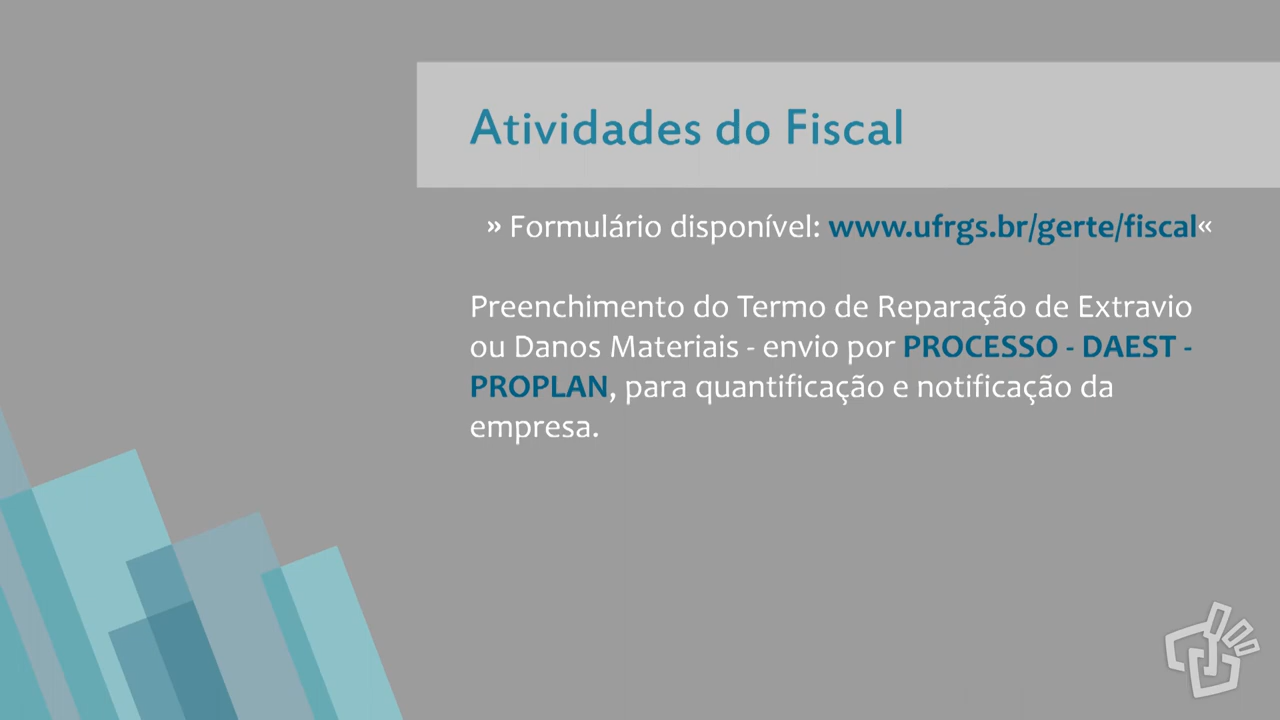 Atividades do Fiscal
» Formulário disponível: www.ufrgs.br/gerte/fiscal«
Preenchimento do Termo de Reparação de Extravio
ou Danos Materiais - envio por PROCESSO - DAEST -
PROPLAN, para quantificação e notificação da
empresa.